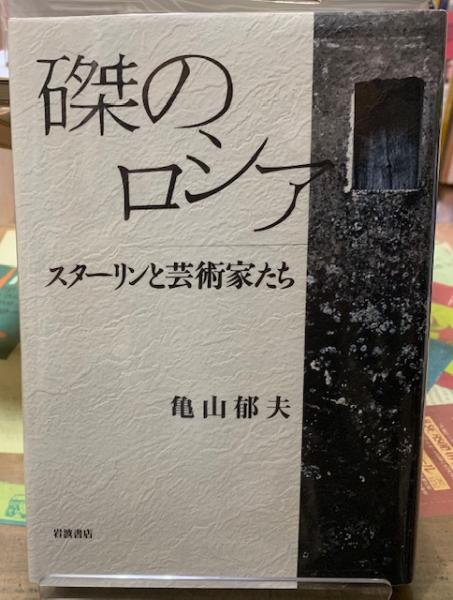 磔の
ロシア
スターリンと芸術家たち
亀山郁夫
岩波書店